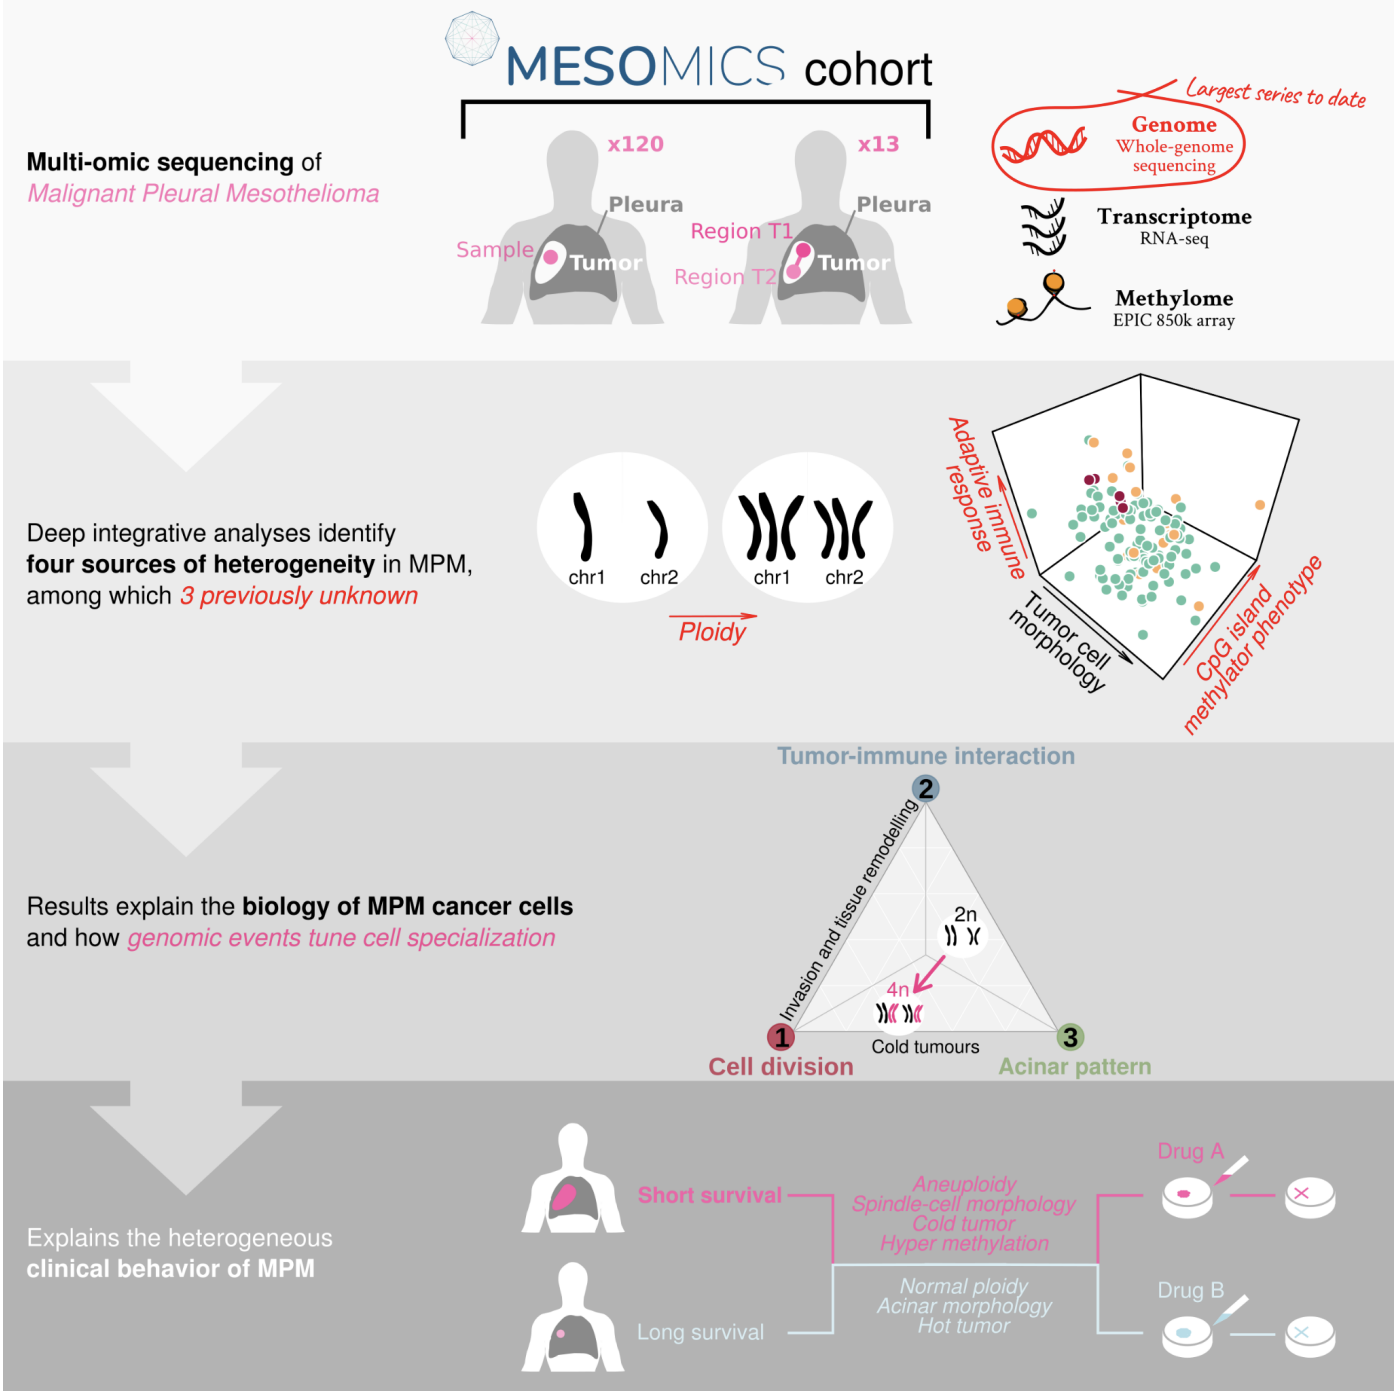 MESOMICS cohort
Largest series to date
Multi-omic sequencing of
Malignant Pleural Mesothelioma
x120
Pleura
Sample
Tumor
x13
Pleura
Region T1
Region T2
Tumor
Genome
Whole-genome
sequencing
Transcriptome
RNA-seq
Methylome
EPIC 850k array
Deep integrative analyses identify
four sources of heterogeneity in MPM,
among which 3 previously unknown
chr1
chr2
chr1
chr2
Ploidy
Adaptive immune
response
Tumor cell
morphology
CpG island
methylator phenotype
Results explain the biology of MPM cancer cells
and how genomic events tune cell specialization
Tumor-immune interaction
2
Invasion and tissue remodelling
2n
4n
1
3
Cold tumours
Cell division
Acinar pattern
Explains the heterogeneous
clinical behavior of MPM
Short survival
Aneuploidy
Spindle-cell morphology
Cold tumor
Hyper methylation
Drug A
Long survival
Normal ploidy
Acinar morphology
Hot tumor
Drug B